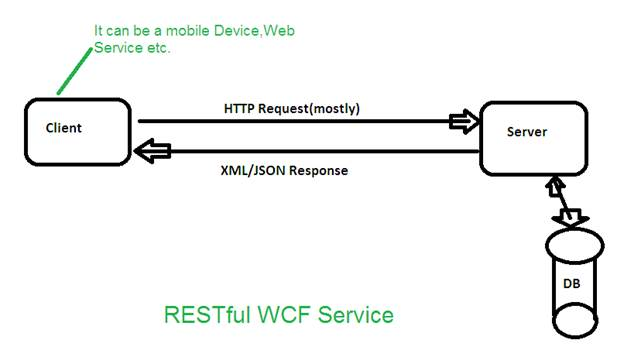 It can be a mobile Device,Web
Service etc.
HTTP Request(mostly)
Client
Server
XML/JSON Response
DB
RESTful WCF Service